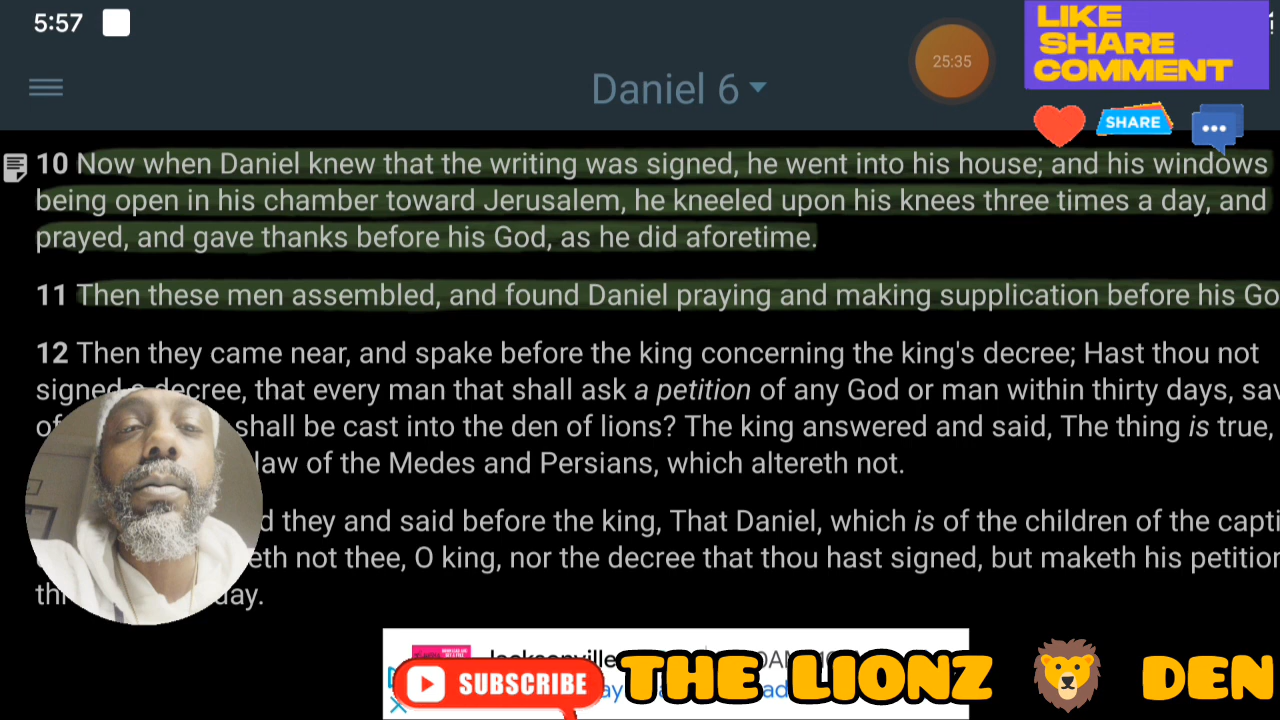 5:57
Daniel 6
25:35
LIKE
SHARE
COMMENT
SHARE
10 Now when Daniel knew that the writing was signed, he went into his house; and his windows
being open in his chamber toward Jerusalem, he kneeled upon his knees three times a day, and
prayed, and gave thanks before his God, as he did aforetime.
11 Then these men assembled, and found Daniel praying and making supplication before his
12 Then they came near, and spake before the king concerning the king's decree; Hast thou not
signed a decree, that every man that shall ask a petition of any God or man within thirty days,
shall be cast into the den of lions? The king answered and said, The thing is true,
law of the Medes and Persians, which altereth not.
they and said before the king, That Daniel, which is of the children of the
not thee, O king, nor the decree that thou hast signed, but maketh his petition
day.
Jacksonville
SUBSCRIBE
THE LIONZ DEN